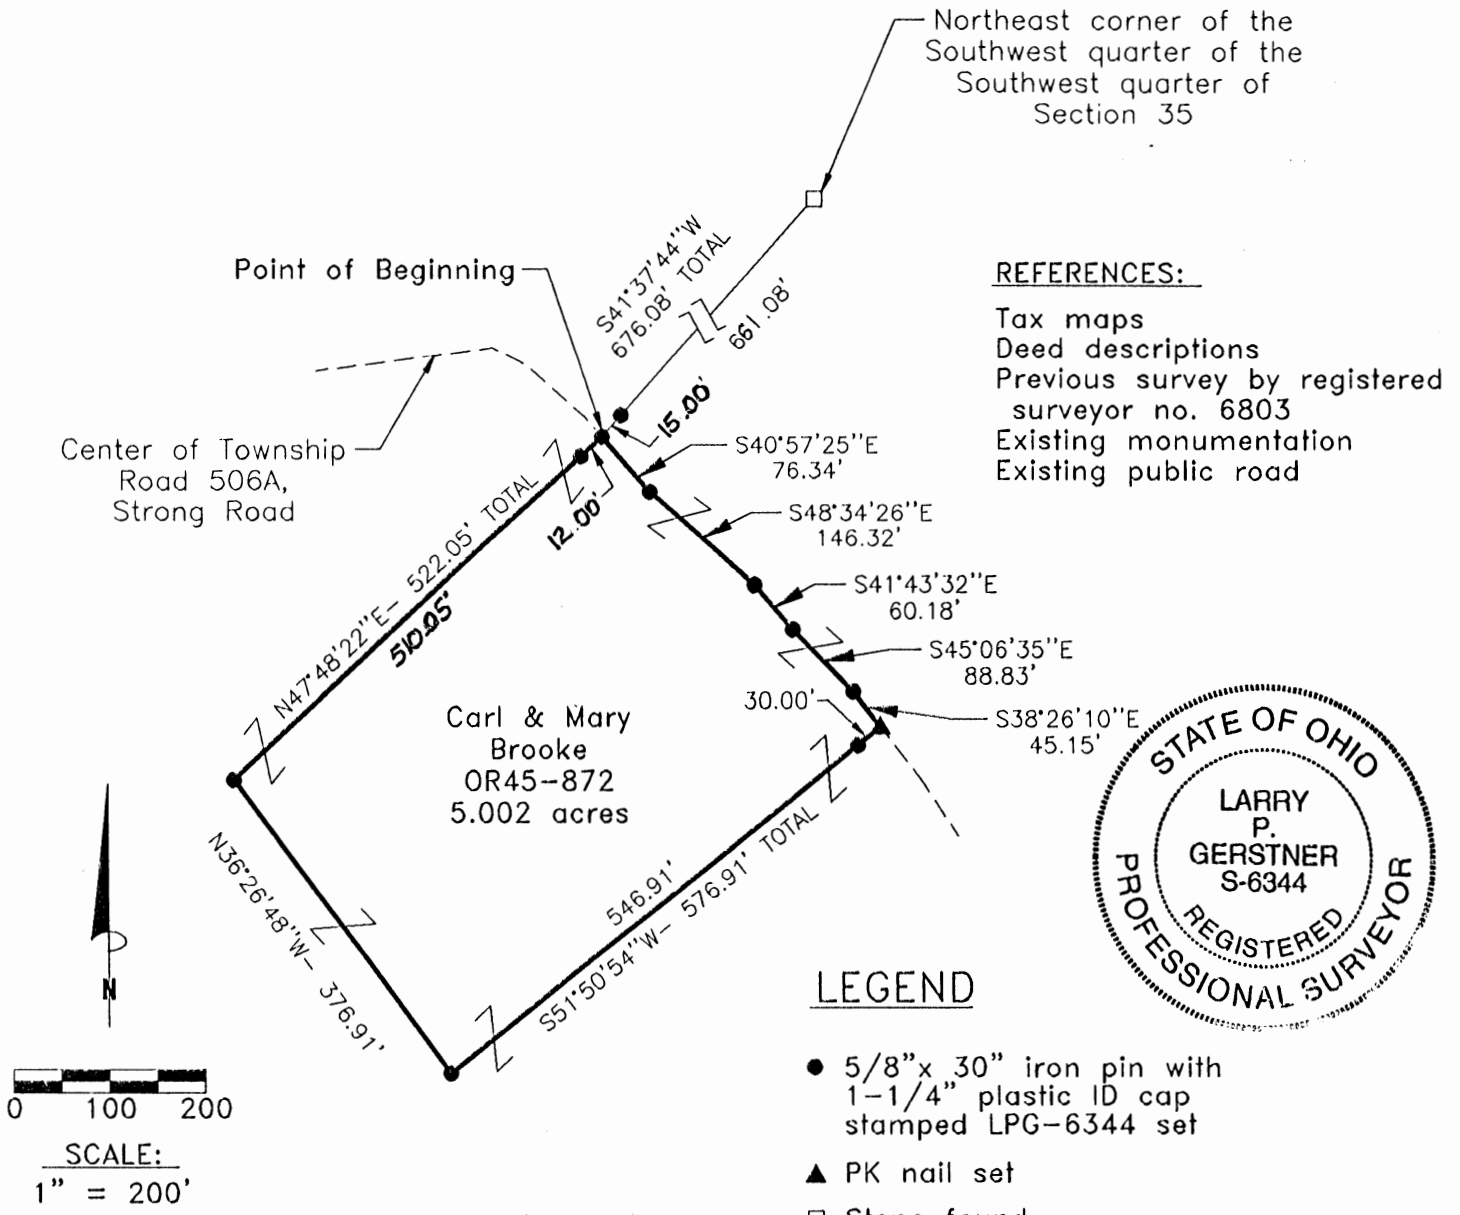 Northeast corner of the
Southwest quarter of the
Southwest quarter of
Section 35
S41°37'44"W
676.08' TOTAL
661.08'
Point of Beginning
REFERENCES:
Tax maps
Deed descriptions
Previous survey by registered
surveyor no. 6803
Existing monumentation
Existing public road
Center of Township
Road 506A,
Strong Road
15.00'
12.00'
S40°57'25"E
76.34'
S48°34'26"E
146.32'
S41°43'32"E
60.18'
S45°06'35"E
88.83'
30.00'
S38°26'10"E
45.15'
N47°48'22"E- 522.05' TOTAL
510.05'
Carl & Mary
Brooke
OR45-872
5.002 acres
N36°26'48"W- 376.91'
546.91'
S51°50'54"W- 576.91' TOTAL
STATE OF OHIO
LARRY
P.
GERSTNER
S-6344
REGISTERED
PROFESSIONAL SURVEYOR
N
0 100 200
SCALE:
1" = 200'
LEGEND
5/8"x 30" iron pin with
1-1/4" plastic ID cap
stamped LPG-6344 set
PK nail set
Stone found